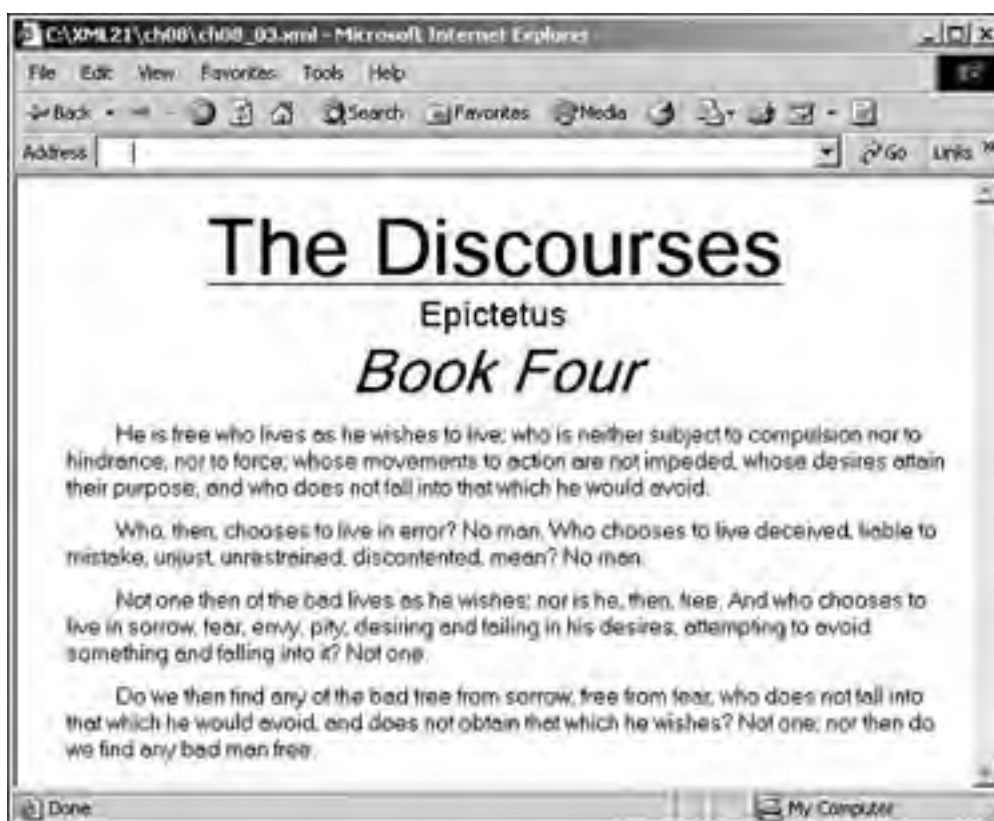 C:\XML21\ch08\ch08_03.xml - Microsoft Internet Explorer
File Edit View Favorites Tools Help
Back Search Favorites Media
Address Go Links »
The Discourses
Epictetus
Book Four
He is free who lives as he wishes to live; who is neither subject to compulsion nor to
hindrance, nor to force; whose movements to action are not impeded, whose desires attain
their purpose, and who does not fall into that which he would avoid.
Who, then, chooses to live in error? No man. Who chooses to live deceived, liable to
mistake, unjust, unrestrained, discontented, mean? No man.
Not one then of the bad lives as he wishes; nor is he, then, free. And who chooses to
live in sorrow, fear, envy, pity, desiring and failing in his desires, attempting to avoid
something and falling into it? Not one.
Do we then find any of the bad free from sorrow, free from fear, who does not fall into
that which he would avoid, and does not obtain that which he wishes? Not one; nor then do
we find any bad man free.
Done My Computer